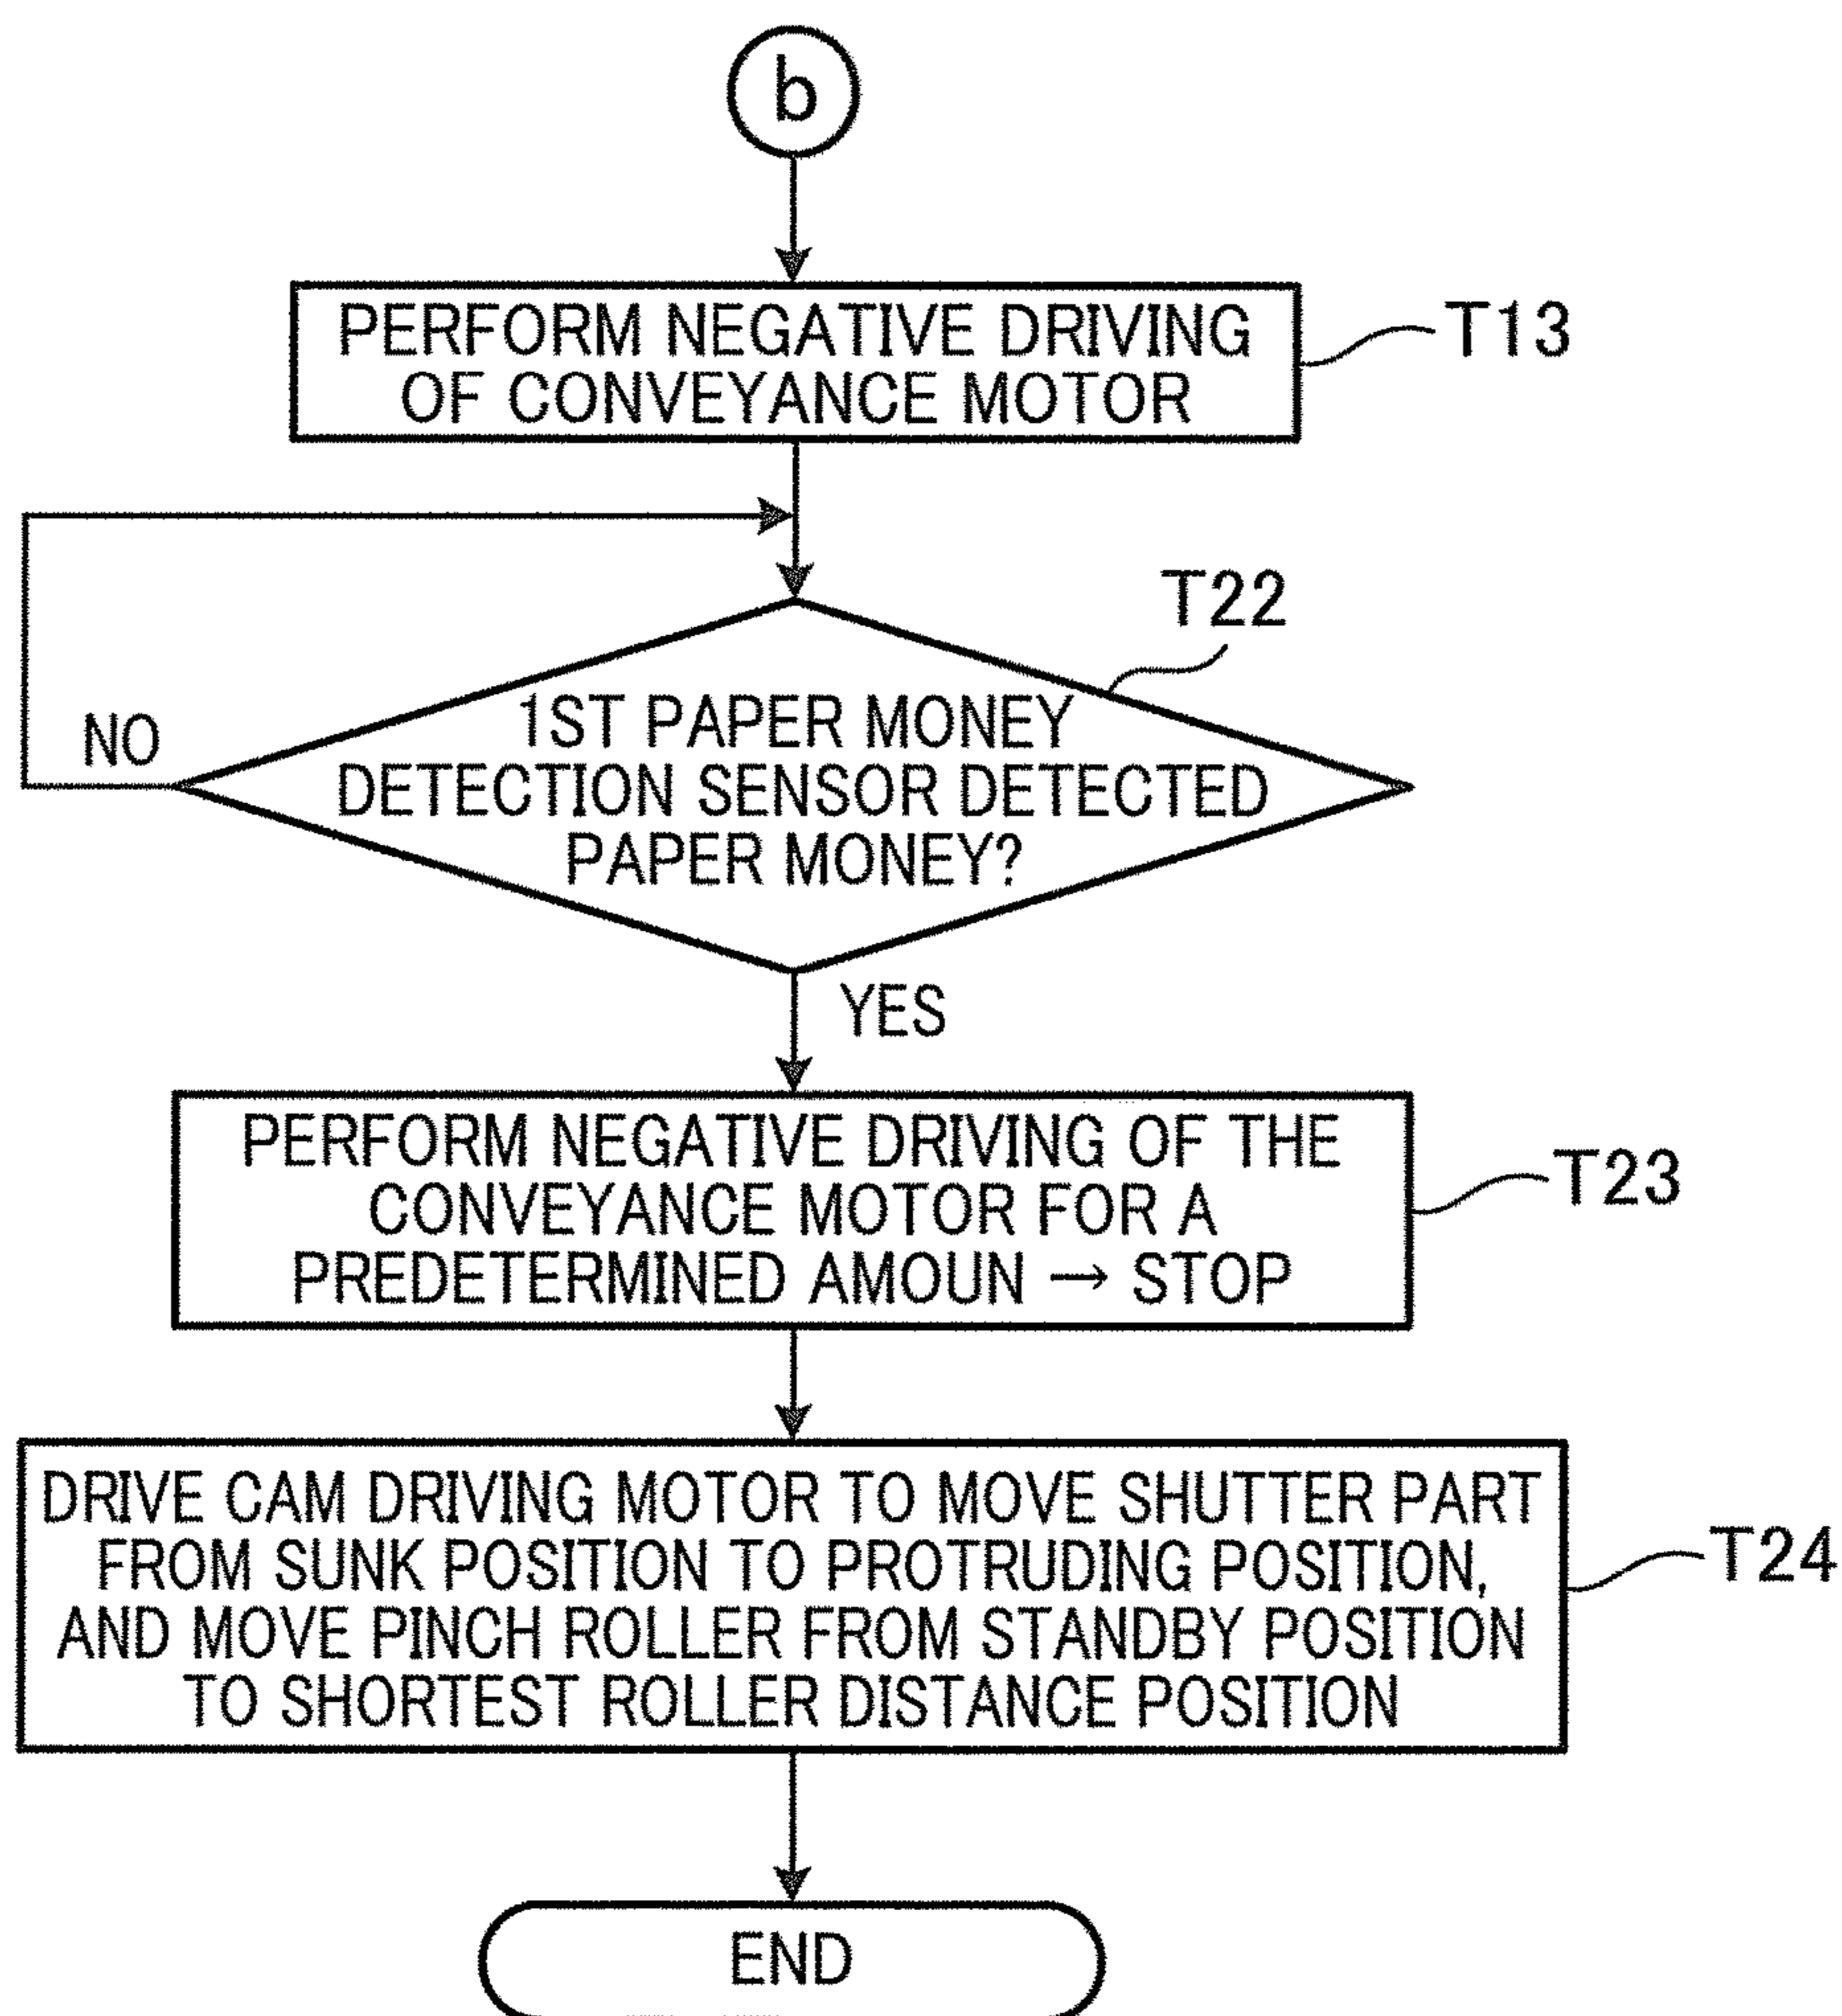 b
PERFORM NEGATIVE DRIVING
OF CONVEYANCE MOTOR
T13
T22
1ST PAPER MONEY
DETECTION SENSOR DETECTED
PAPER MONEY?
NO
YES
PERFORM NEGATIVE DRIVING OF THE
CONVEYANCE MOTOR FOR A
PREDETERMINED AMOUN → STOP
T23
DRIVE CAM DRIVING MOTOR TO MOVE SHUTTER PART
FROM SUNK POSITION TO PROTRUDING POSITION,
AND MOVE PINCH ROLLER FROM STANDBY POSITION
TO SHORTEST ROLLER DISTANCE POSITION
T24
END